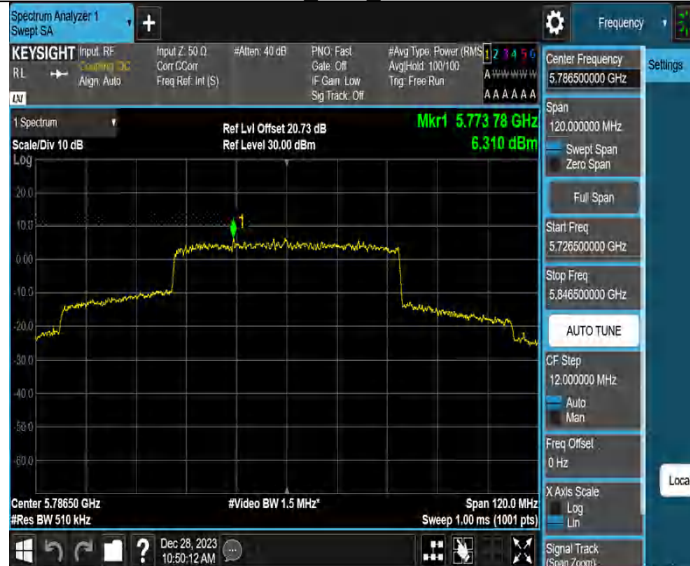 Spectrum Analyzer 1
Swept SA
Frequency
KEYSIGHT
RL
Input: RF
Coupling: DC
Align: Auto
Input Z: 50 Ω
Corr CCorr
Freq Ref: Int (S)
#Atten: 40 dB
PNO: Fast
Gate: Off
IF Gain: Low
Sig Track: Off
#Avg Type: Power (RMS
Avg|Hold: 100/100
Trig: Free Run
1 2 3 4 5 6
A W W W W W
A A A A A A
LXI
1 Spectrum
Scale/Div 10 dB
Ref Lvl Offset 20.73 dB
Ref Level 30.00 dBm
Mkr1 5.773 78 GHz
6.310 dBm
Log
20.0
10.0
0.00
-10.0
-20.0
-30.0
-40.0
-50.0
-60.0
1
Center 5.78650 GHz
#Res BW 510 kHz
#Video BW 1.5 MHz*
Span 120.0 MHz
Sweep 1.00 ms (1001 pts)
?
Dec 28, 2023
10:50:12 AM
Center Frequency
5.786500000 GHz
Span
120.000000 MHz
Swept Span
Zero Span
Full Span
Start Freq
5.726500000 GHz
Stop Freq
5.846500000 GHz
AUTO TUNE
CF Step
12.000000 MHz
Auto
Man
Freq Offset
0 Hz
X Axis Scale
Log
Lin
Signal Track
(Span Zoom)
Settings
Loca